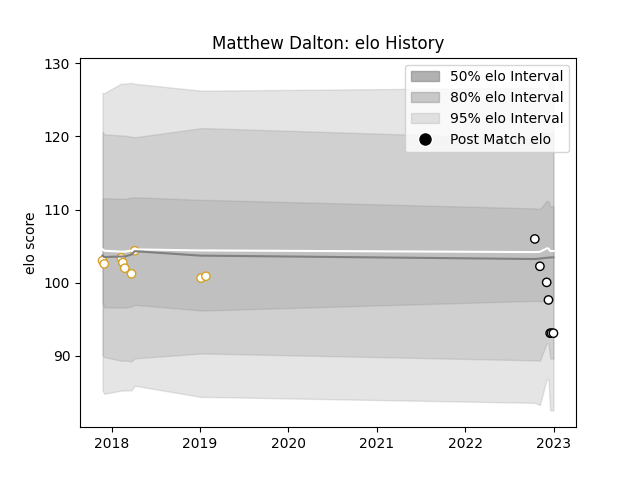 Matthew Dalton: elo History
130
120
110
100
90
elo score
50% elo Interval
80% elo Interval
95% elo Interval
Post Match elo
2018 2019 2020 2021 2022 2023